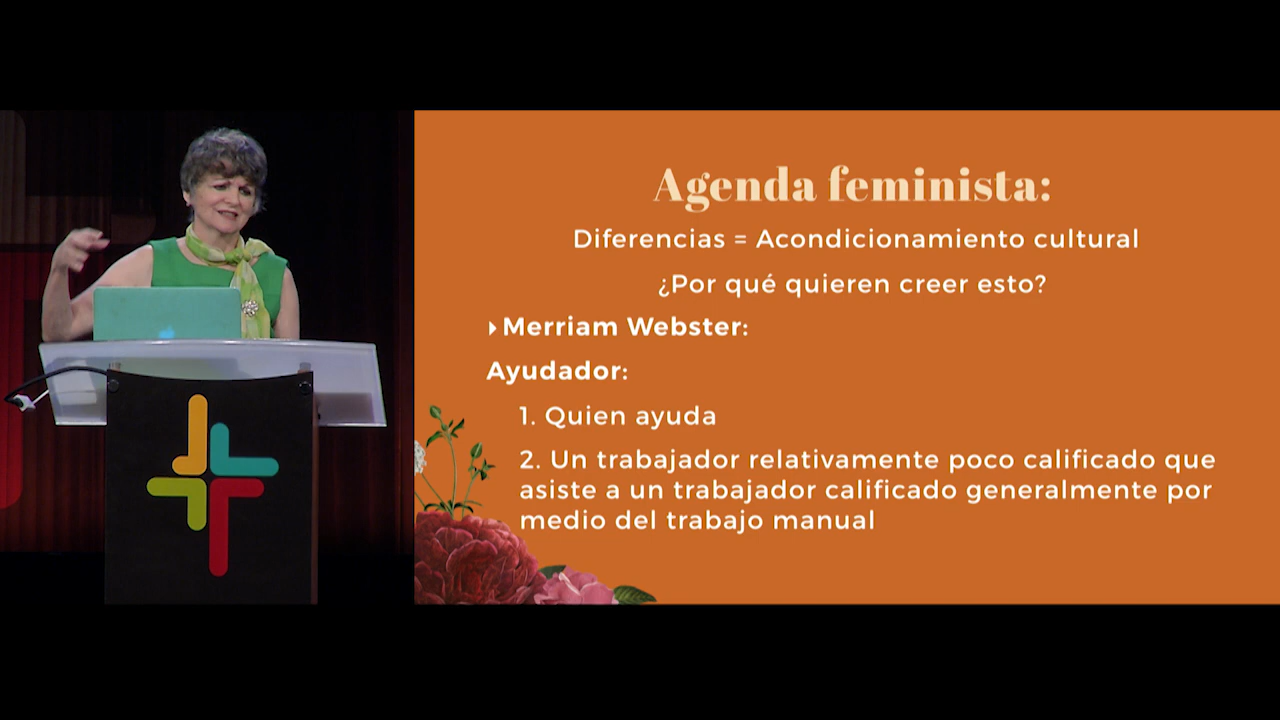 Agenda feminista:
Diferencias = Acondicionamiento cultural
¿Por qué quieren creer esto?
Merriam Webster:
Ayudador:
1. Quien ayuda
2. Un trabajador relativamente poco calificado que
asiste a un trabajador calificado generalmente por
medio del trabajo manual